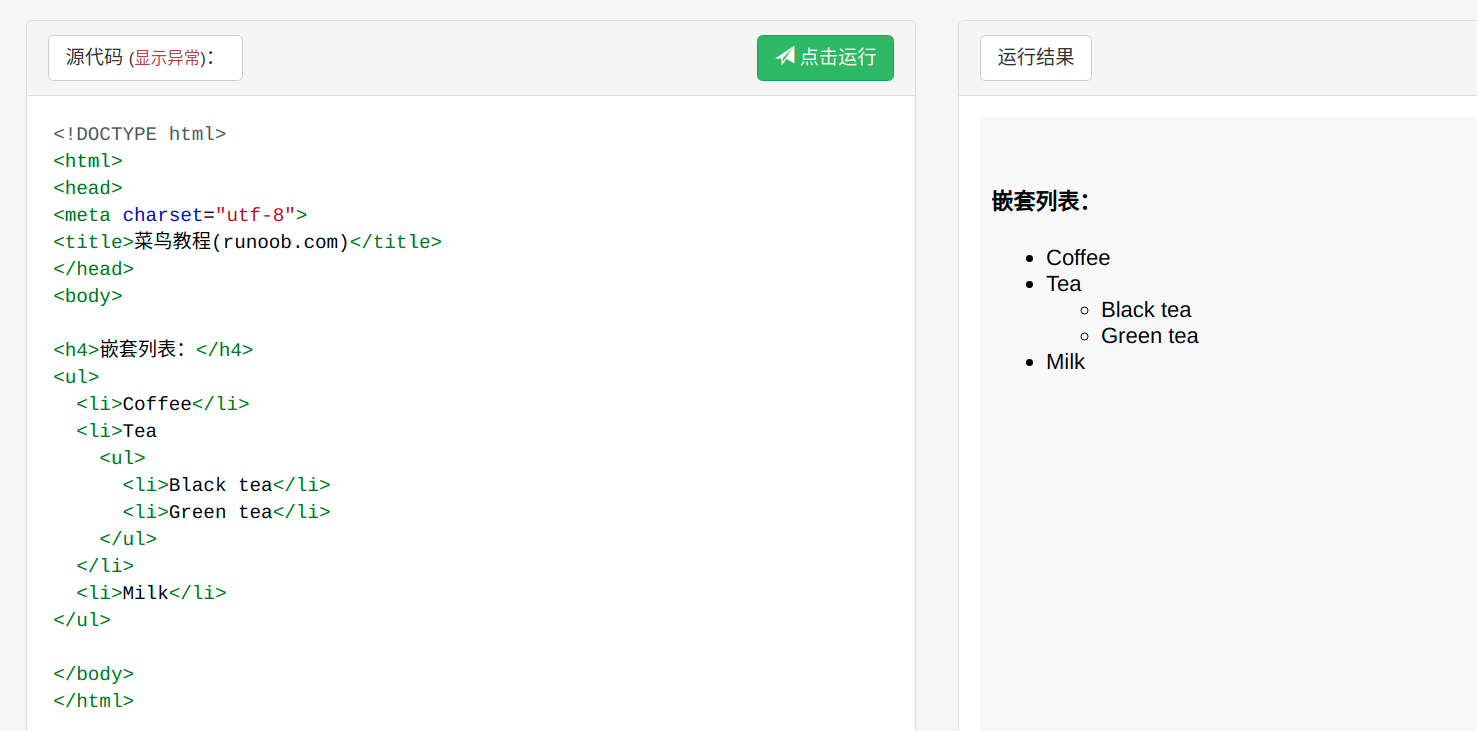 源代码 (显示异常)：
点击运行
<!DOCTYPE html>
<html>
<head>
<meta charset="utf-8">
<title>菜鸟教程(runoob.com)</title>
</head>
<body>
<h4>嵌套列表：</h4>
<ul>
  <li>Coffee</li>
  <li>Tea
    <ul>
      <li>Black tea</li>
      <li>Green tea</li>
    </ul>
  </li>
  <li>Milk</li>
</ul>
</body>
</html>
运行结果
嵌套列表：
Coffee
Tea
Black tea
Green tea
Milk